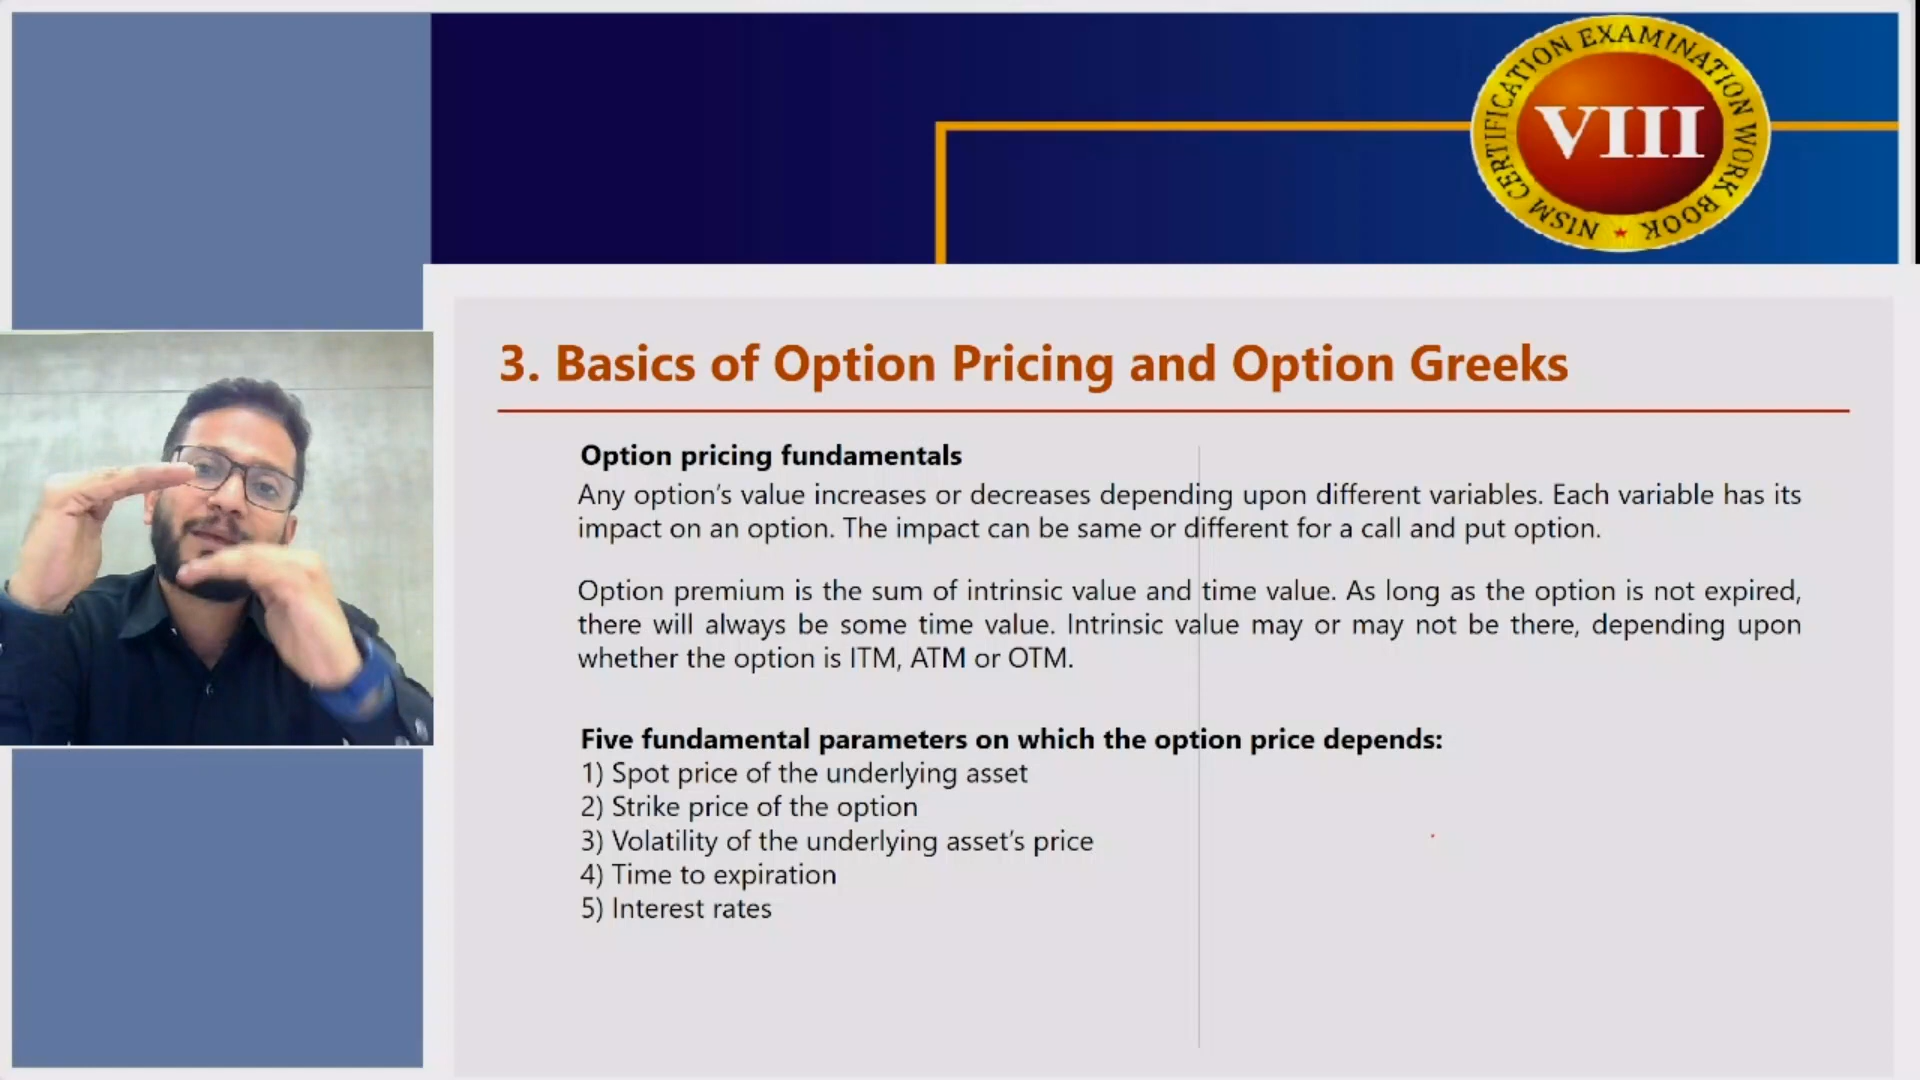 NISM CERTIFICATION EXAMINATION WORK BOOK
VIII
3. Basics of Option Pricing and Option Greeks
Option pricing fundamentals
Any option’s value increases or decreases depending upon different variables. Each variable has its
impact on an option. The impact can be same or different for a call and put option.
Option premium is the sum of intrinsic value and time value. As long as the option is not expired,
there will always be some time value. Intrinsic value may or may not be there, depending upon
whether the option is ITM, ATM or OTM.
Five fundamental parameters on which the option price depends:
1) Spot price of the underlying asset
2) Strike price of the option
3) Volatility of the underlying asset’s price
4) Time to expiration
5) Interest rates